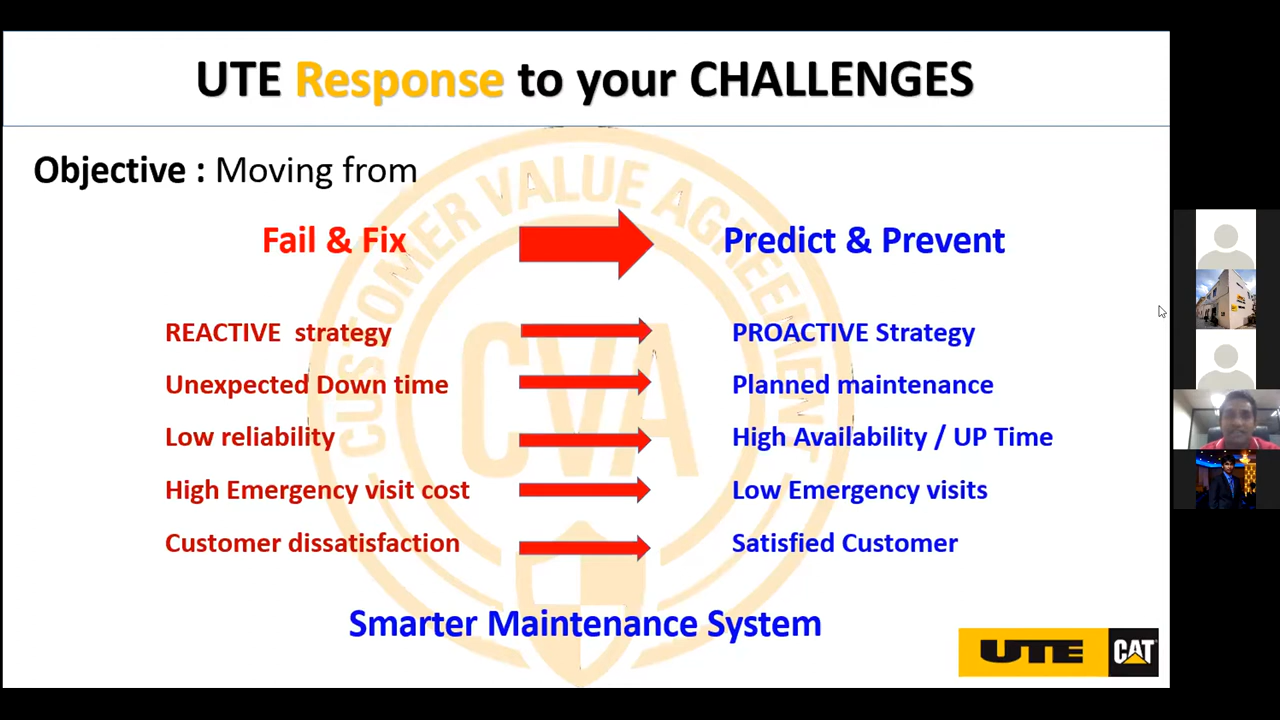 UTE Response to your CHALLENGES
Objective : Moving from
Fail & Fix Predict & Prevent
REACTIVE strategy PROACTIVE Strategy
Unexpected Down time Planned maintenance
Low reliability High Availability / UP Time
High Emergency visit cost Low Emergency visits
Customer dissatisfaction Satisfied Customer
Smarter Maintenance System
CUSTOMER VALUE AGREEMENT
CVA
UTE CAT